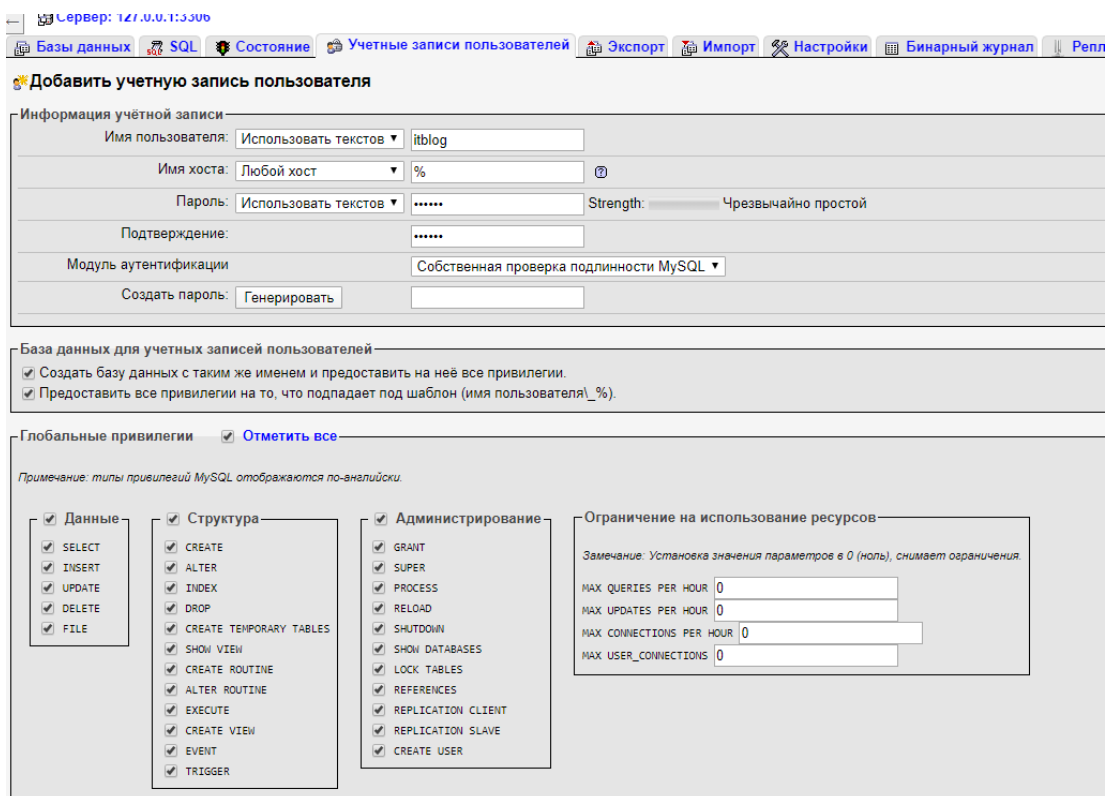 Сервер: 127.0.0.1:3306
Базы данных SQL Состояние Учетные записи пользователей Экспорт Импорт Настройки Бинарный журнал Репл
Добавить учетную запись пользователя
Информация учётной записи
Имя пользователя: Использовать текстов itblog
Имя хоста: Любой хост %
Пароль: Использовать текстов •••••• Strength: Чрезвычайно простой
Подтверждение: ••••••
Модуль аутентификации Собственная проверка подлинности MySQL
Создать пароль: Генерировать
База данных для учетных записей пользователей
Создать базу данных с таким же именем и предоставить на неё все привилегии.
Предоставить все привилегии на то, что подпадает под шаблон (имя пользователя\_%).
Глобальные привилегии Отметить все
Примечание: типы привилегий MySQL отображаются по-английски.
Данные
SELECT
INSERT
UPDATE
DELETE
FILE
Структура
CREATE
ALTER
INDEX
DROP
CREATE TEMPORARY TABLES
SHOW VIEW
CREATE ROUTINE
ALTER ROUTINE
EXECUTE
CREATE VIEW
EVENT
TRIGGER
Администрирование
GRANT
SUPER
PROCESS
RELOAD
SHUTDOWN
SHOW DATABASES
LOCK TABLES
REFERENCES
REPLICATION CLIENT
REPLICATION SLAVE
CREATE USER
Ограничение на использование ресурсов
Замечание: Установка значения параметров в 0 (ноль), снимает ограничения.
MAX QUERIES PER HOUR 0
MAX UPDATES PER HOUR 0
MAX CONNECTIONS PER HOUR 0
MAX USER_CONNECTIONS 0